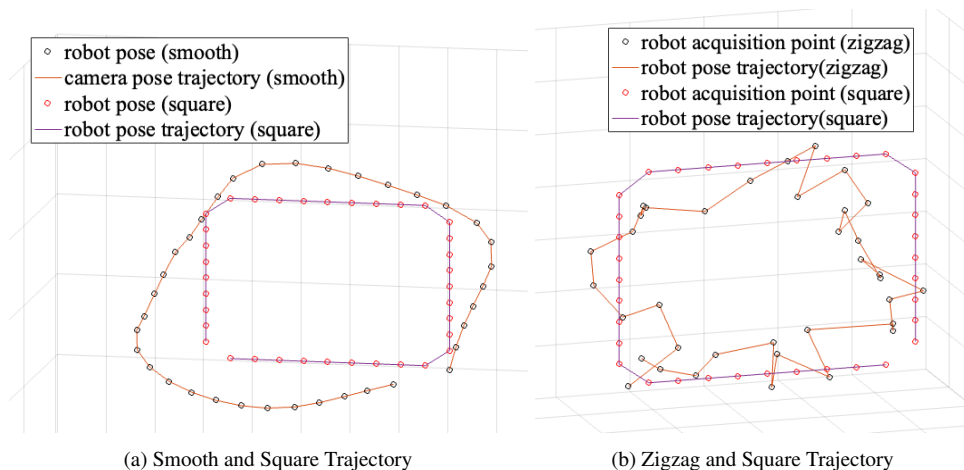 robot pose (smooth)
camera pose trajectory (smooth)
robot pose (square)
robot pose trajectory (square)
robot acquisition point (zigzag)
robot pose trajectory(zigzag)
robot acquisition point (square)
robot pose trajectory(square)
(a) Smooth and Square Trajectory
(b) Zigzag and Square Trajectory